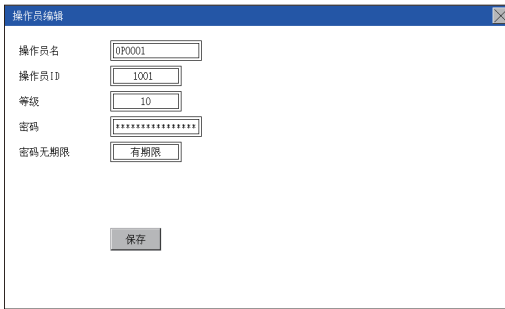 操作员编辑
操作员名 OP0001
操作员ID 1001
等级 10
密码 ****************
密码无期限 有期限
保存